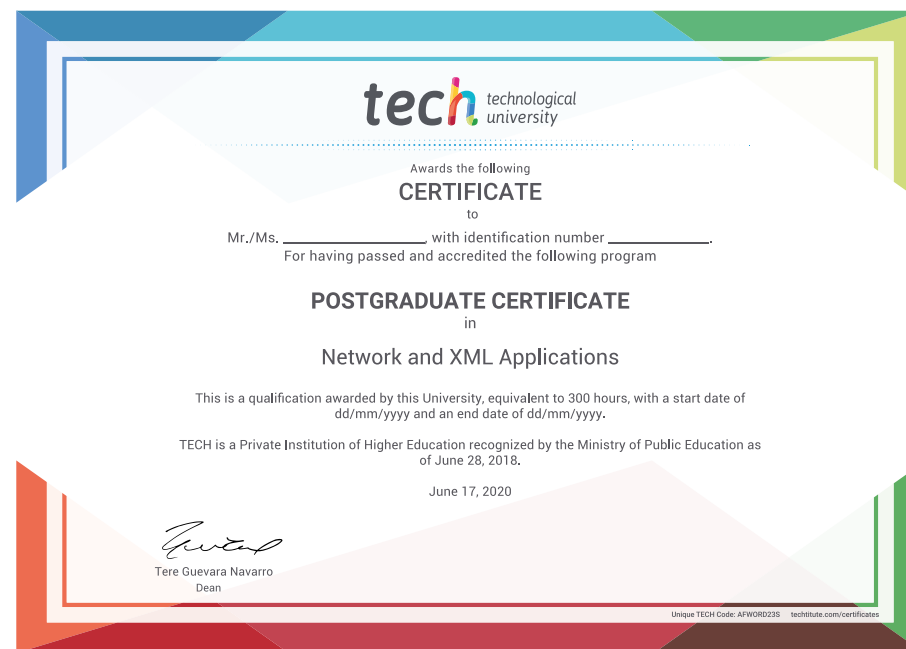 tech technological
university
Awards the following
CERTIFICATE
to
Mr./Ms. ____________, with identification number ____________.
For having passed and accredited the following program
POSTGRADUATE CERTIFICATE
in
Network and XML Applications
This is a qualification awarded by this University, equivalent to 300 hours, with a start date of
dd/mm/yyyy and an end date of dd/mm/yyyy.
TECH is a Private Institution of Higher Education recognized by the Ministry of Public Education as
of June 28, 2018.
June 17, 2020
Tere Guevara Navarro
Dean
Unique TECH Code: AFWORD23S techtitute.com/certificates